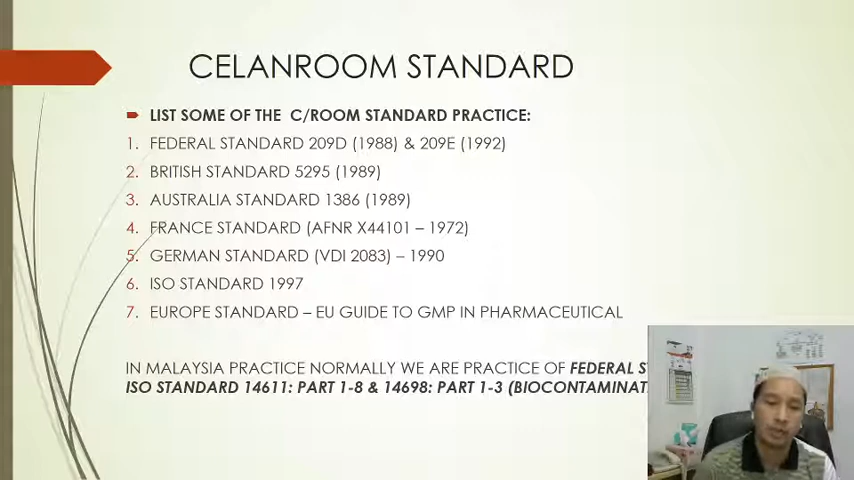 CELANROOM STANDARD
LIST SOME OF THE C/ROOM STANDARD PRACTICE:
1. FEDERAL STANDARD 209D (1988) & 209E (1992)
2. BRITISH STANDARD 5295 (1989)
3. AUSTRALIA STANDARD 1386 (1989)
4. FRANCE STANDARD (AFNR X44101 – 1972)
5. GERMAN STANDARD (VDI 2083) – 1990
6. ISO STANDARD 1997
7. EUROPE STANDARD – EU GUIDE TO GMP IN PHARMACEUTICAL
IN MALAYSIA PRACTICE NORMALLY WE ARE PRACTICE OF FEDERAL
ISO STANDARD 14611: PART 1-8 & 14698: PART 1-3